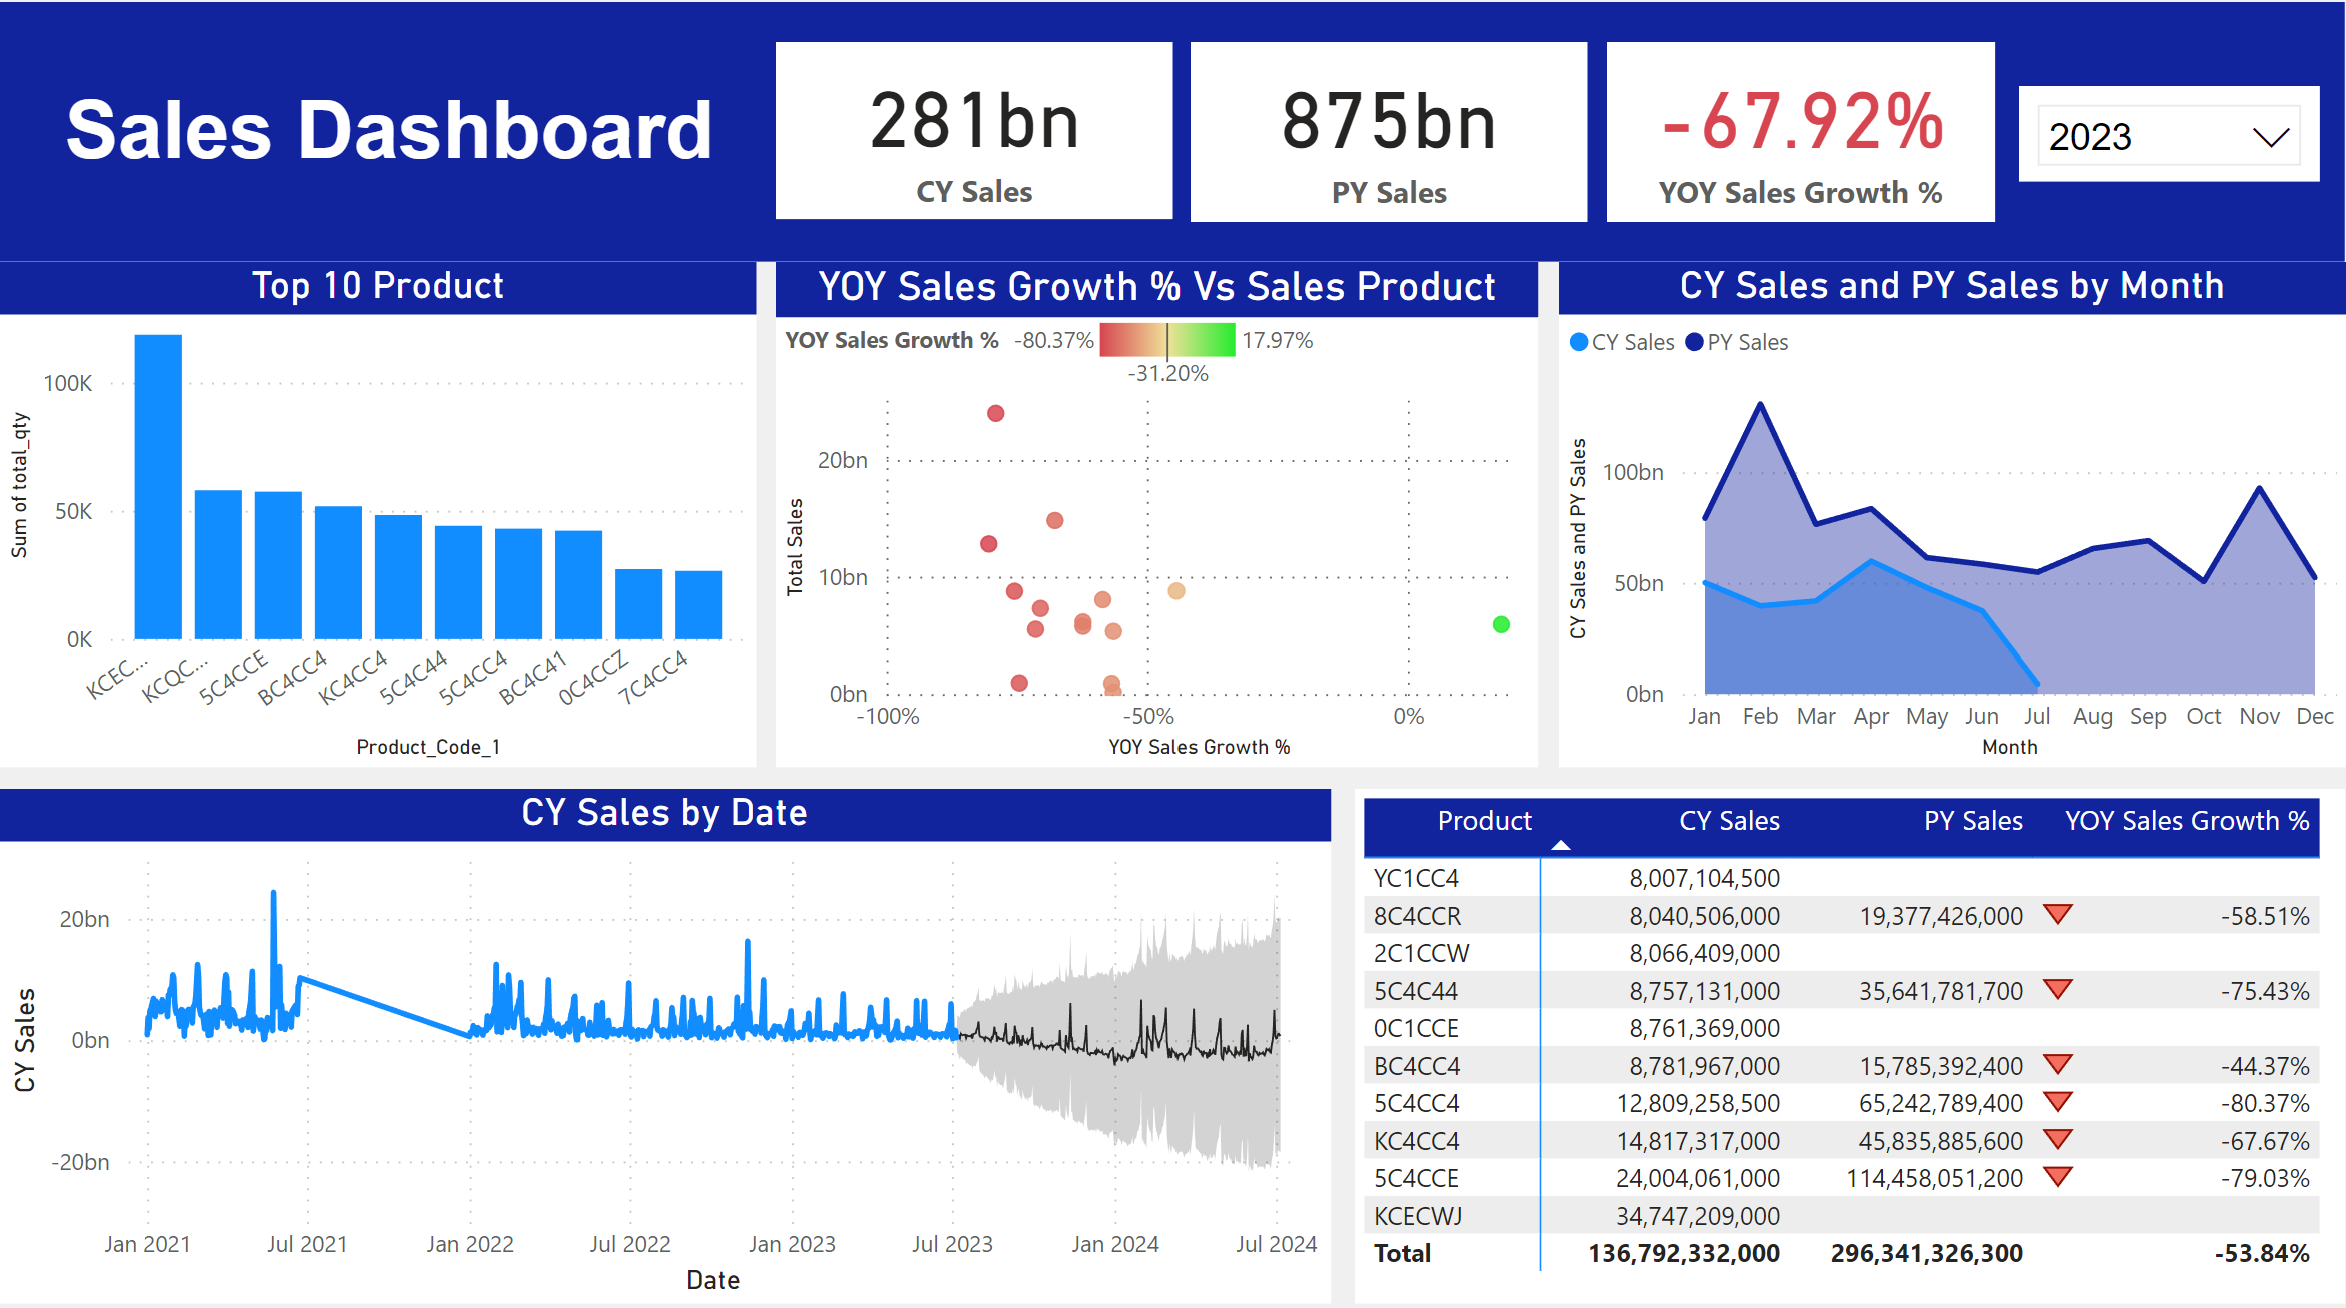 Sales Dashboard
281bn
CY Sales
875bn
PY Sales
-67.92%
YOY Sales Growth %
2023
Top 10 Product
Sum of total_qty
100K
50K
0K
KCEC...
KCQC...
5C4CCE
BC4CC4
KC4CC4
5C4C44
5C4CC4
BC4C41
0C4CCZ
7C4CC4
Product_Code_1
YOY Sales Growth % Vs Sales Product
YOY Sales Growth % -80.37% 17.97%
-31.20%
Total Sales
20bn
10bn
0bn
-100% -50% 0%
YOY Sales Growth %
CY Sales and PY Sales by Month
CY Sales PY Sales
CY Sales and PY Sales
100bn
50bn
0bn
Jan Feb Mar Apr May Jun Jul Aug Sep Oct Nov Dec
Month
CY Sales by Date
CY Sales
20bn
0bn
-20bn
Jan 2021 Jul 2021 Jan 2022 Jul 2022 Jan 2023 Jul 2023 Jan 2024 Jul 2024
Date
Product CY Sales PY Sales YOY Sales Growth %
YC1CC4 8,007,104,500
8C4CCR 8,040,506,000 19,377,426,000 -58.51%
2C1CCW 8,066,409,000
5C4C44 8,757,131,000 35,641,781,700 -75.43%
0C1CCE 8,761,369,000
BC4CC4 8,781,967,000 15,785,392,400 -44.37%
5C4CC4 12,809,258,500 65,242,789,400 -80.37%
KC4CC4 14,817,317,000 45,835,885,600 -67.67%
5C4CCE 24,004,061,000 114,458,051,200 -79.03%
KCECWJ 34,747,209,000
Total 136,792,332,000 296,341,326,300 -53.84%